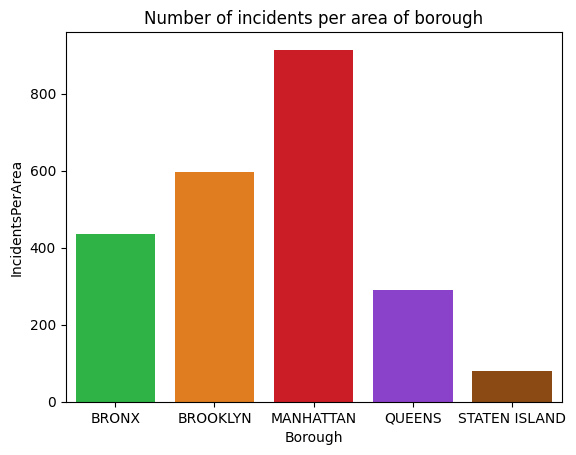 Number of incidents per area of borough
IncidentsPerArea
800
600
400
200
0
BRONX BROOKLYN MANHATTAN QUEENS STATEN ISLAND
Borough